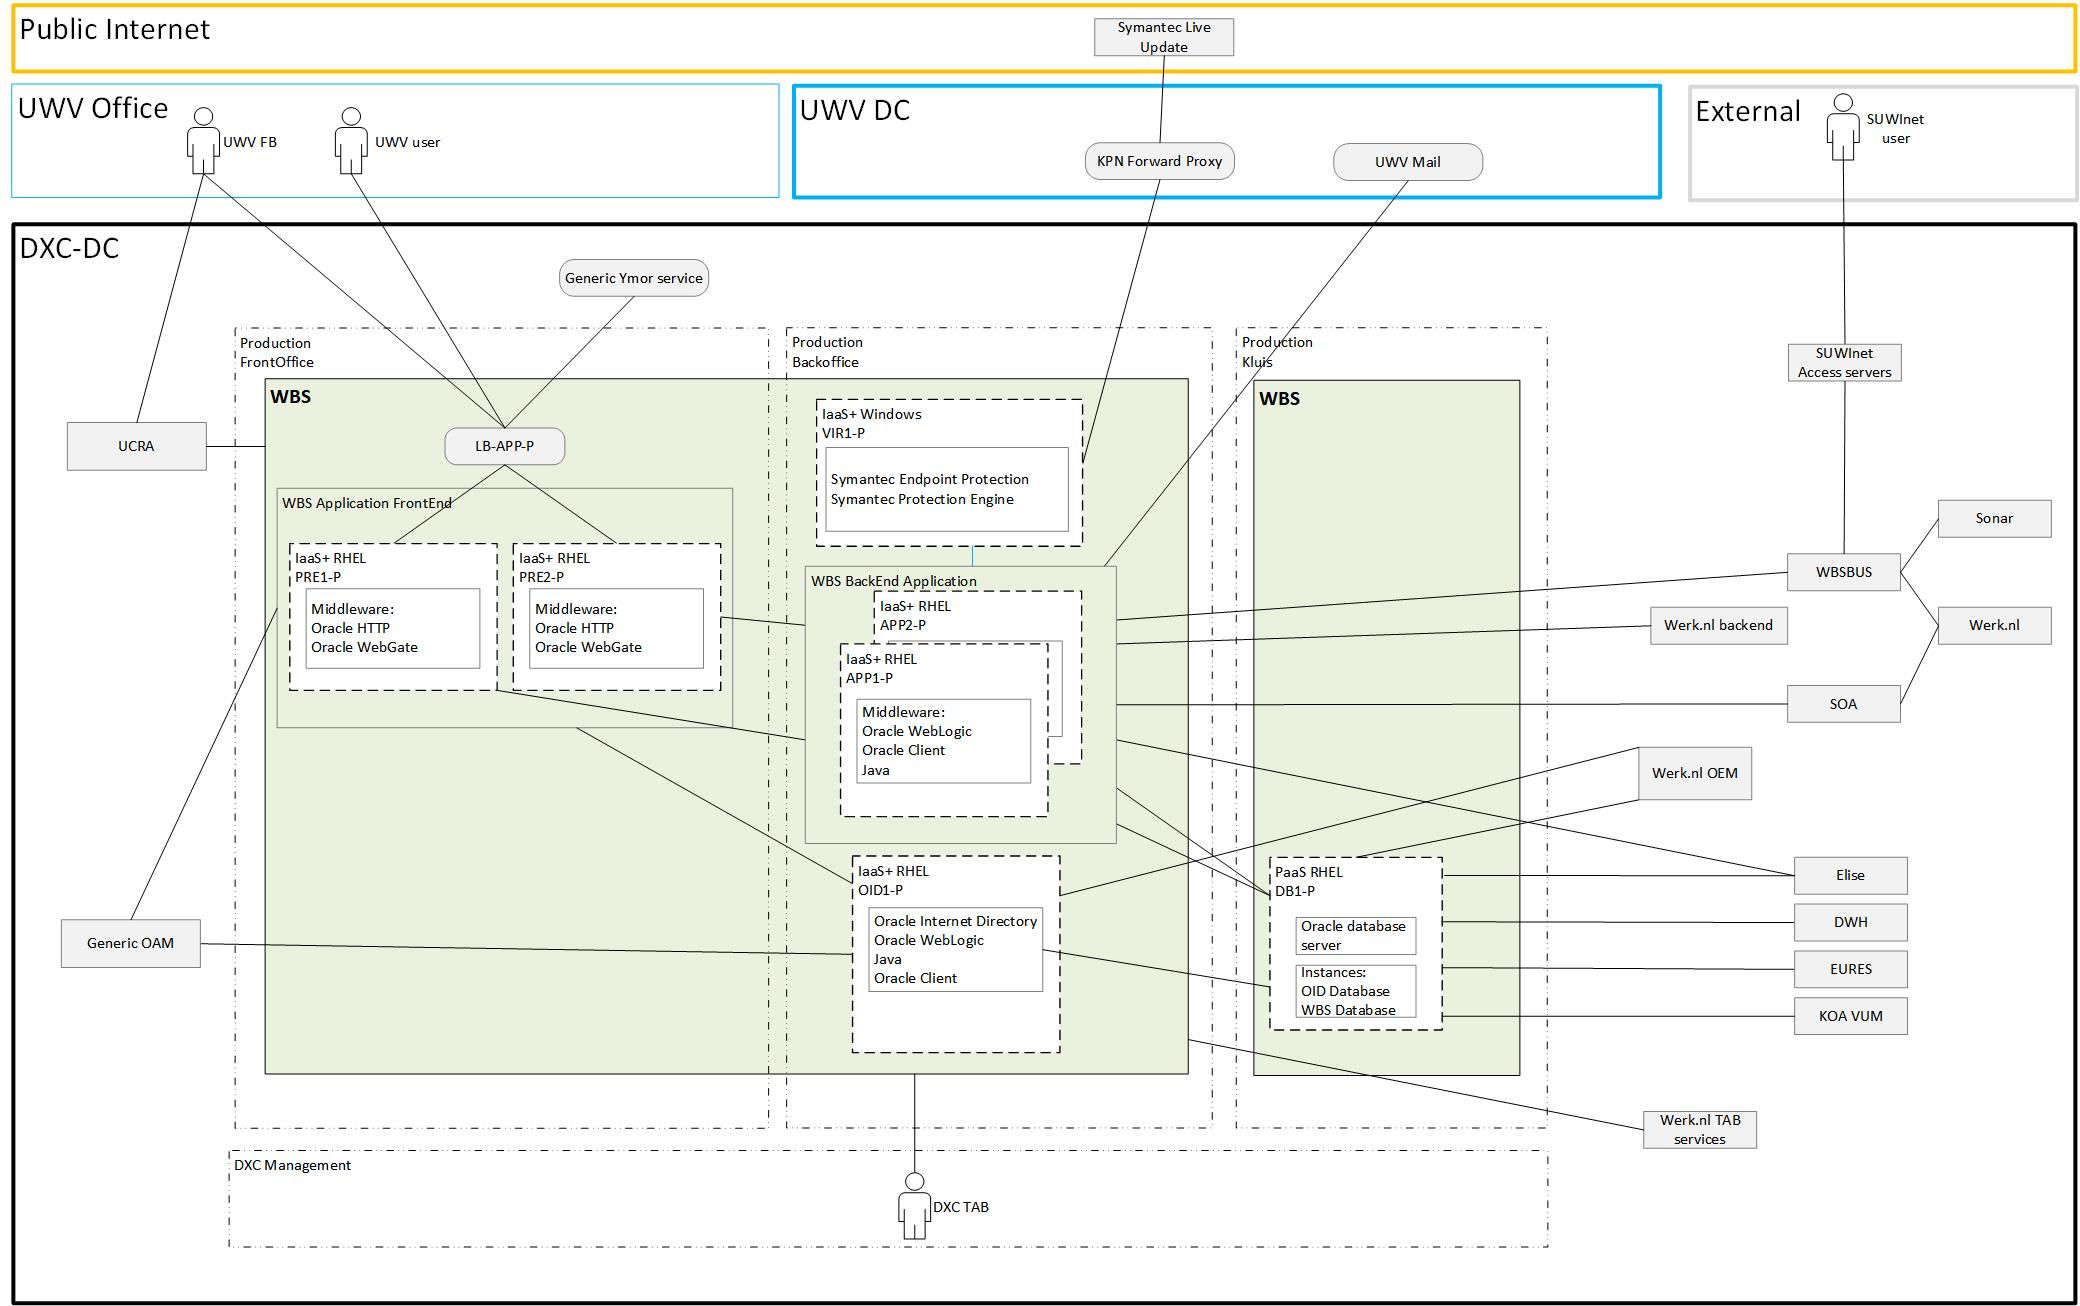 Public Internet
Symantec Live
Update
UWV Office
UWV FB
UWV user
UWV DC
KPN Forward Proxy
UWV Mail
External
SUWInet
user
DXC-DC
Generic Ymor service
Production
FrontOffice
Production
Backoffice
Production
Kluis
SUWInet
Access servers
WBS
WBS
UCRA
LB-APP-P
IaaS+ Windows
VIR1-P
Symantec Endpoint Protection
Symantec Protection Engine
WBS Application FrontEnd
IaaS+ RHEL
PRE1-P
Middleware:
Oracle HTTP
Oracle WebGate
IaaS+ RHEL
PRE2-P
Middleware:
Oracle HTTP
Oracle WebGate
WBS BackEnd Application
IaaS+ RHEL
APP2-P
IaaS+ RHEL
APP1-P
Middleware:
Oracle WebLogic
Oracle Client
Java
Sonar
WBSBUS
Werk.nl backend
Werk.nl
SOA
Werk.nl OEM
IaaS+ RHEL
OID1-P
Oracle Internet Directory
Oracle WebLogic
Java
Oracle Client
PaaS RHEL
DB1-P
Oracle database
server
Instances:
OID Database
WBS Database
Elise
DWH
EURES
KOA VUM
Generic OAM
Werk.nl TAB
services
DXC Management
DXC TAB